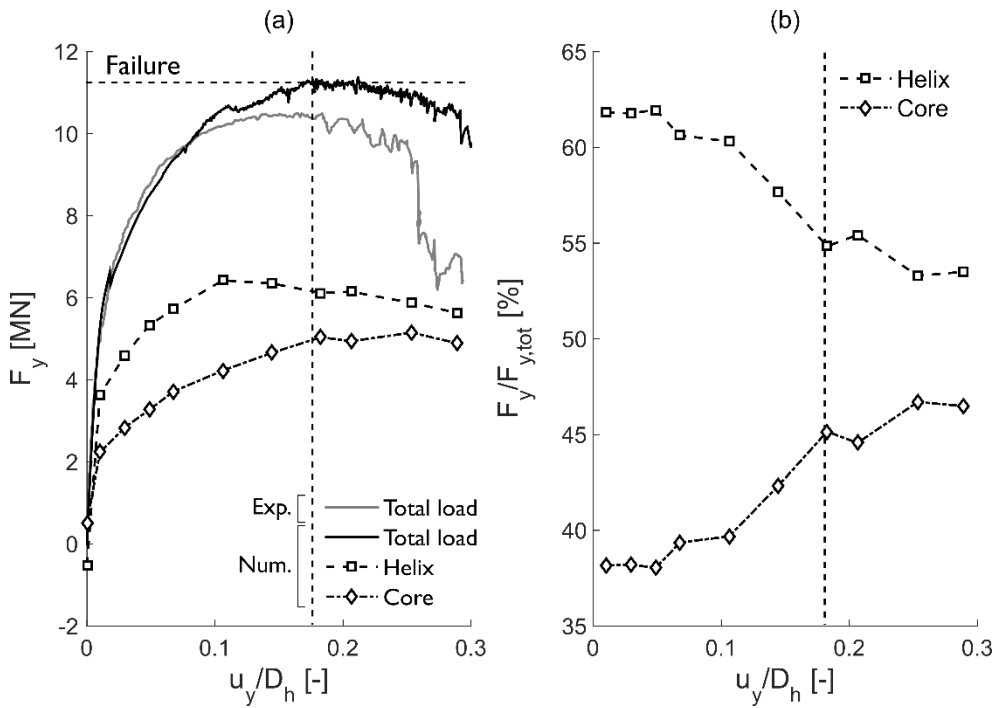 (a)
Failure
12
10
8
6
4
2
0
-2
F_y [MN]
Exp.
Total load
Num.
Total load
Helix
Core
0
0.1
0.2
0.3
u_y/D_h [-]
(b)
65
60
55
50
45
40
35
F_y/F_y,tot [%]
Helix
Core
0
0.1
0.2
0.3
u_y/D_h [-]